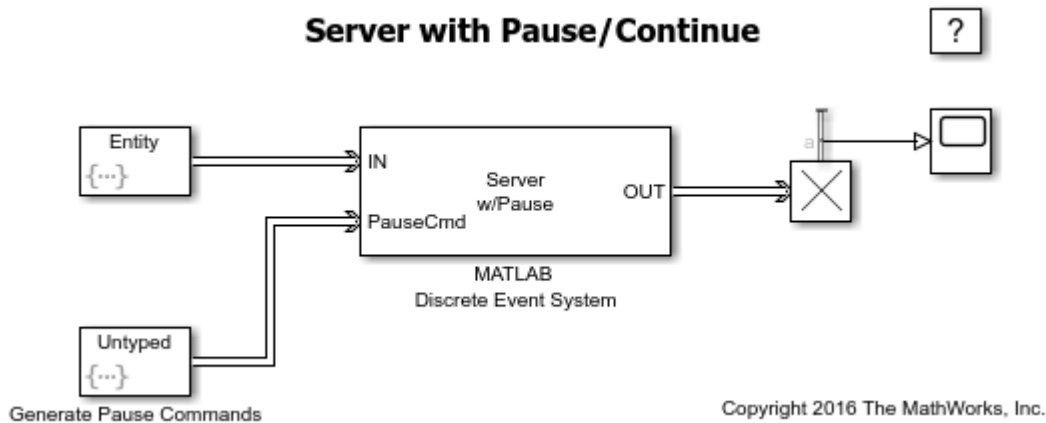 Server with Pause/Continue
?
Entity
{...}
IN
Server
w/Pause
OUT
PauseCmd
a
MATLAB
Discrete Event System
Untyped
{...}
Generate Pause Commands
Copyright 2016 The MathWorks, Inc.